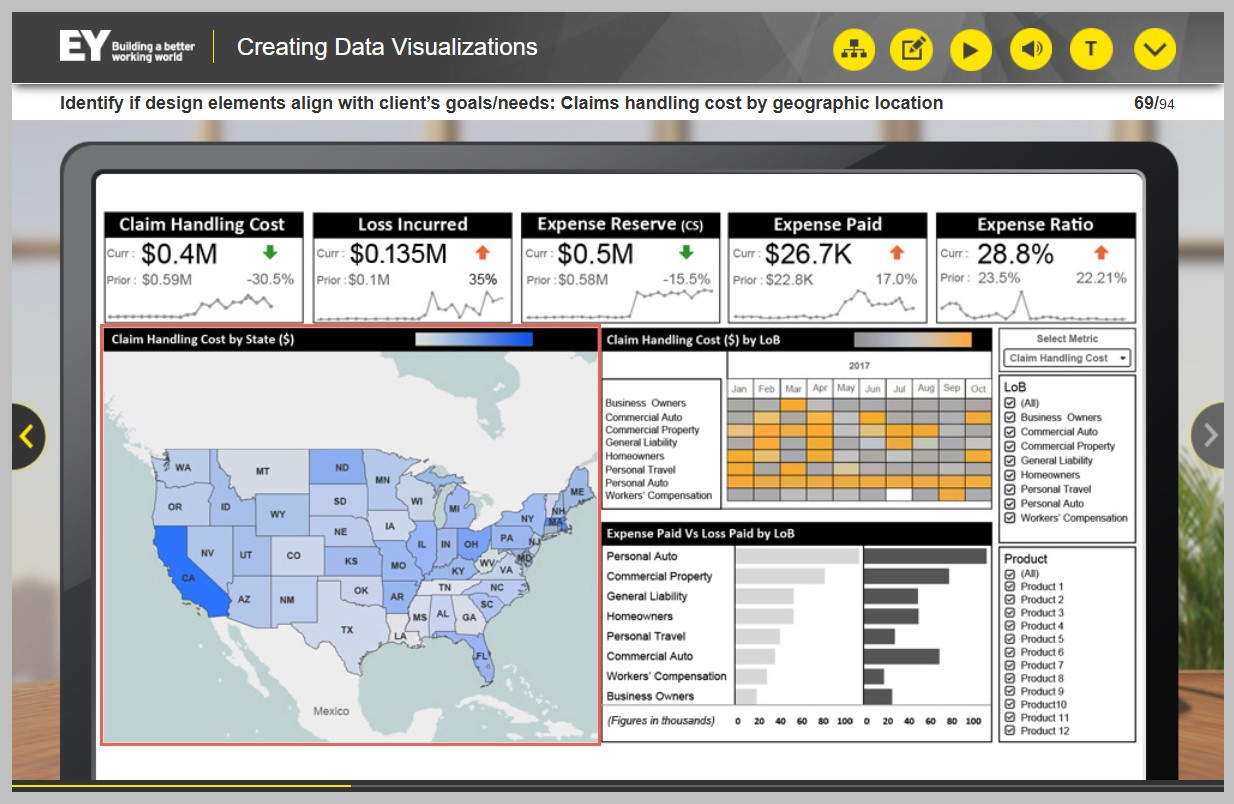 EY Building a better working world
Creating Data Visualizations
T
Identify if design elements align with client's goals/needs: Claims handling cost by geographic location
69/94
Claim Handling Cost
Curr : $0.4M
Prior : $0.59M -30.5%
Loss Incurred
Curr : $0.135M
Prior : $0.1M 35%
Expense Reserve (CS)
Curr : $0.5M
Prior : $0.58M -15.5%
Expense Paid
Curr : $26.7K
Prior : $22.8K 17.0%
Expense Ratio
Curr : 28.8%
Prior : 23.5% 22.21%
Claim Handling Cost by State ($)
WA MT ND MN ME
OR ID WY SD WI MI NY NH MA
NV UT CO NE IA IL IN OH PA NJ
CA KS MO KY WV VA MD
AZ NM OK AR TN NC
TX LA MS AL GA SC
FL
Mexico
Claim Handling Cost ($) by LoB
2017
Jan Feb Mar Apr May Jun Jul Aug Sep Oct
Business Owners
Commercial Auto
Commercial Property
General Liability
Homeowners
Personal Travel
Personal Auto
Workers' Compensation
Expense Paid Vs Loss Paid by LoB
Personal Auto
Commercial Property
General Liability
Homeowners
Personal Travel
Commercial Auto
Workers' Compensation
Business Owners
(Figures in thousands) 0 20 40 60 80 100 0 20 40 60 80 100
Select Metric
Claim Handling Cost
LoB
(All)
Business Owners
Commercial Auto
Commercial Property
General Liability
Homeowners
Personal Travel
Personal Auto
Workers' Compensation
Product
(All)
Product 1
Product 2
Product 3
Product 4
Product 5
Product 6
Product 7
Product 8
Product 9
Product10
Product 11
Product 12